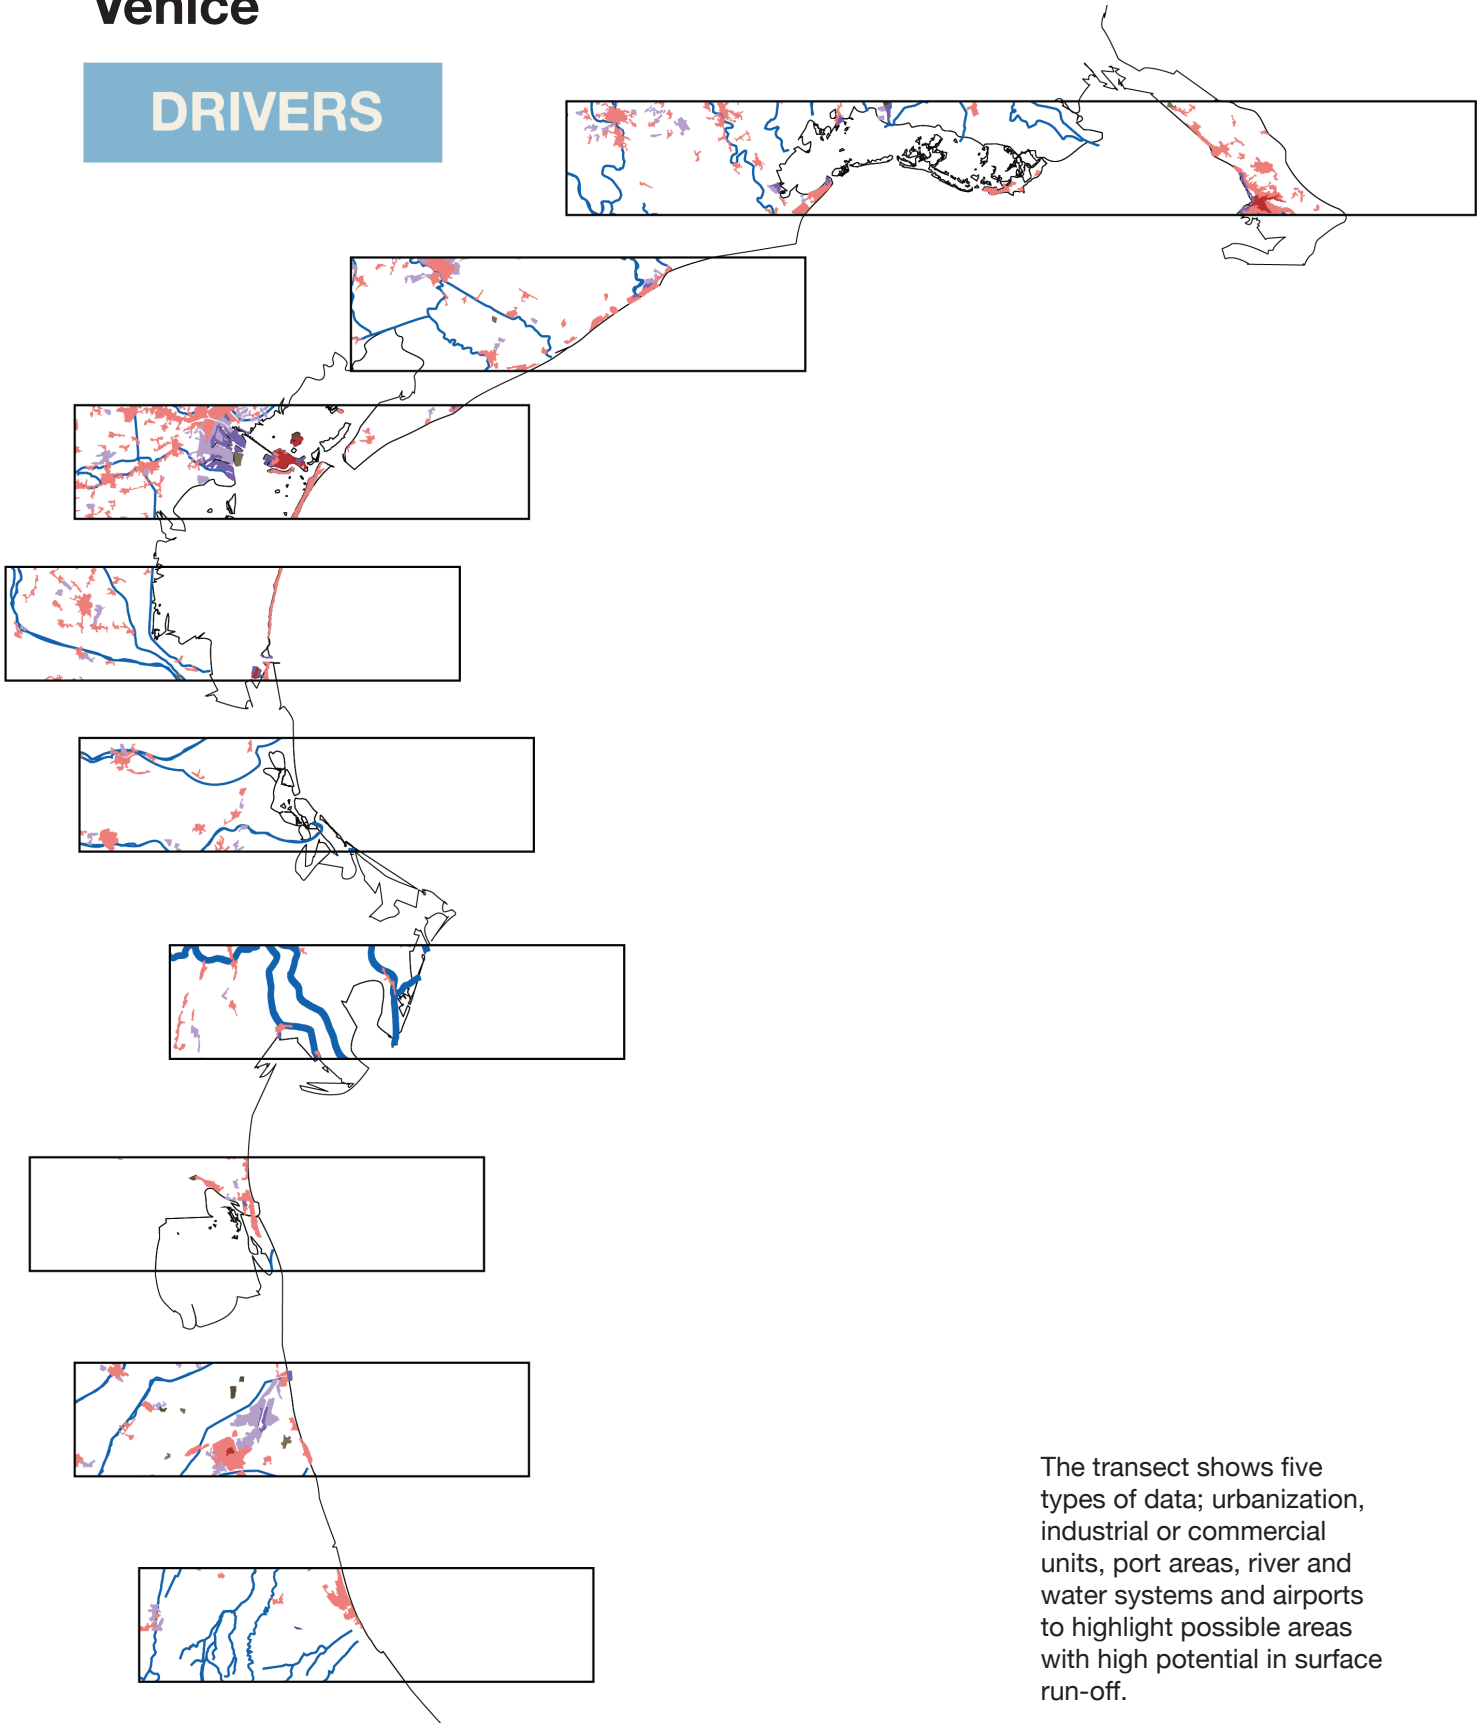 Venice
DRIVERS
The transect shows five
types of data; urbanization,
industrial or commercial
units, port areas, river and
water systems and airports
to highlight possible areas
with high potential in surface
run-off.